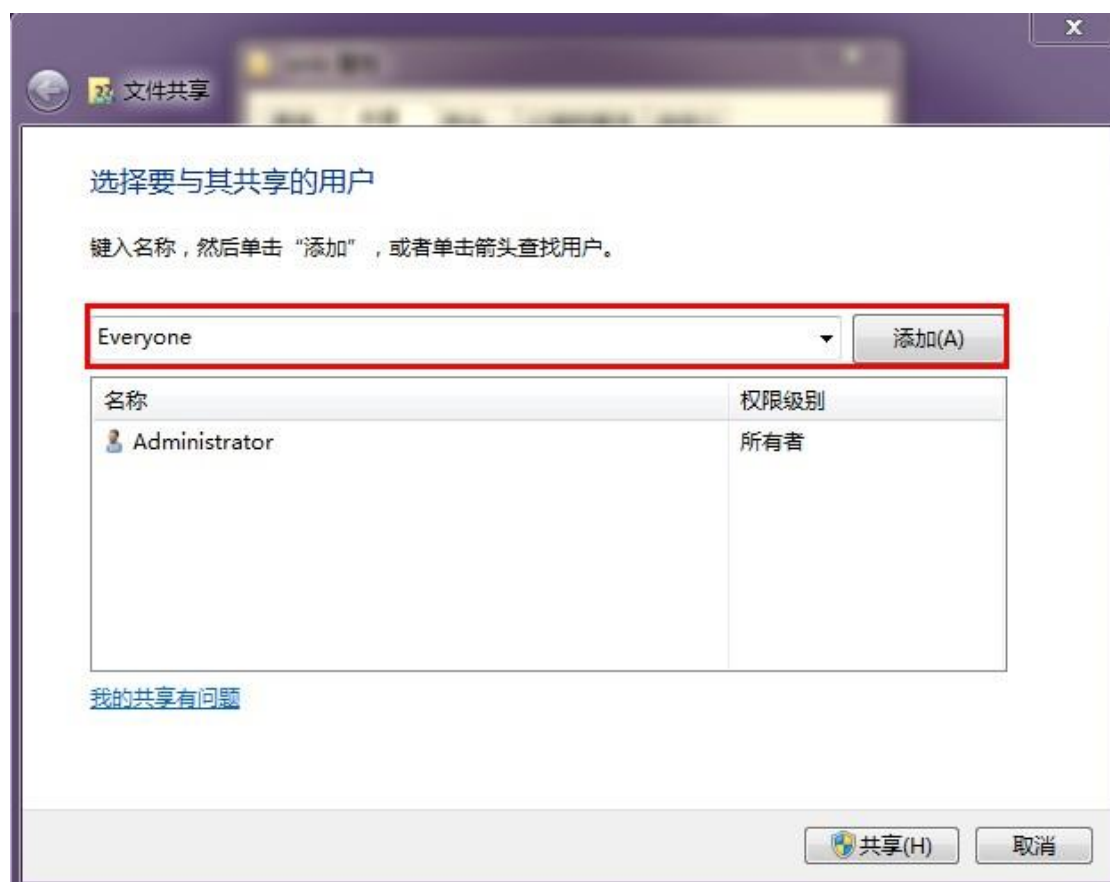 文件共享
选择要与其共享的用户
键入名称，然后单击“添加”，或者单击箭头查找用户。
Everyone
添加(A)
名称 权限级别
Administrator 所有者
我的共享有问题
共享(H) 取消